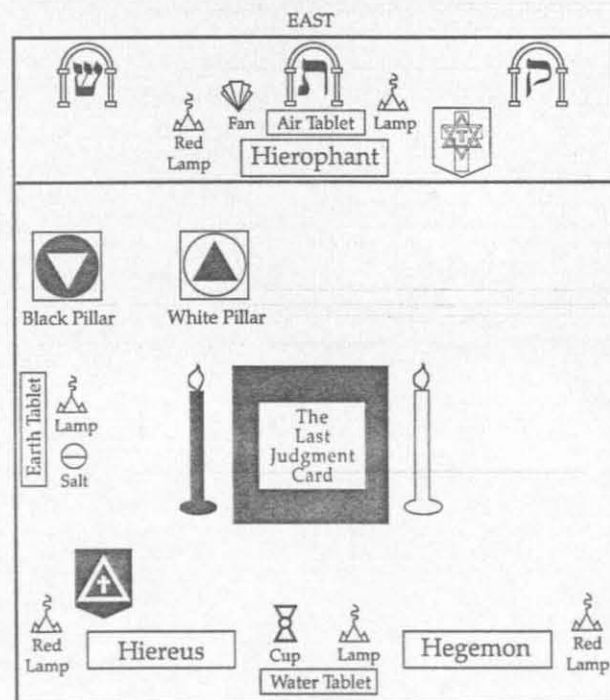 EAST
ש ת ק
Fan
Air Tablet
Lamp
Red
Lamp
Hierophant
Black Pillar
White Pillar
Earth Tablet
Lamp
Salt
The
Last
Judgment
Card
Red
Lamp
Hiereus
Cup
Lamp
Water Tablet
Hegemon
Red
Lamp